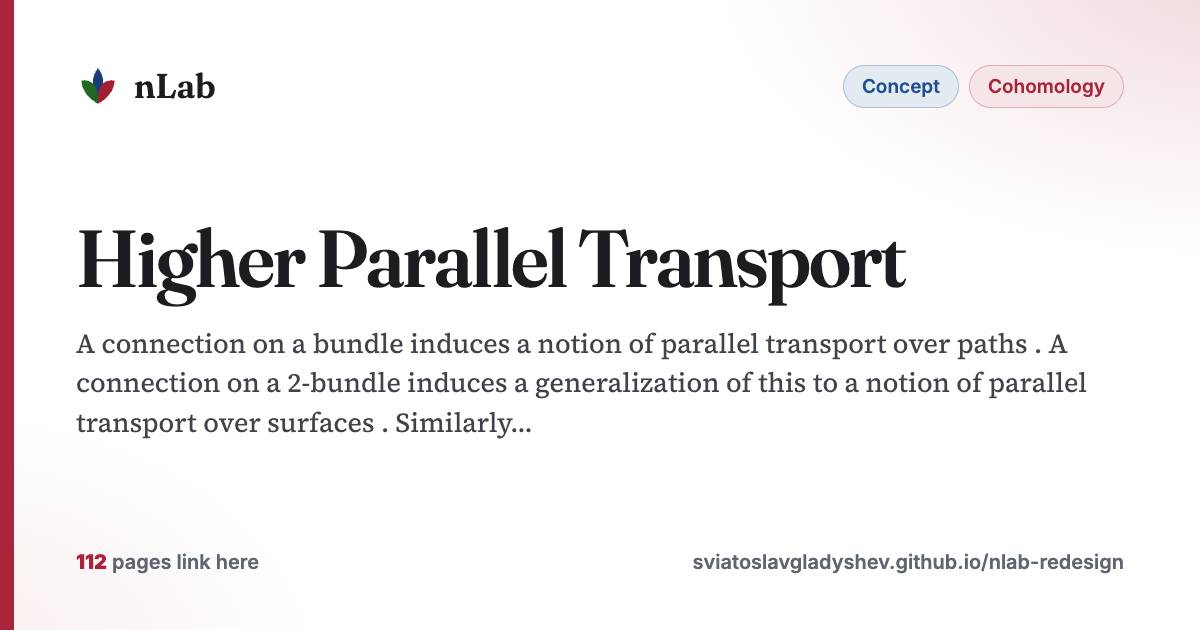 nLab
Concept
Cohomology
Higher Parallel Transport
A connection on a bundle induces a notion of parallel transport over paths . A
connection on a 2-bundle induces a generalization of this to a notion of parallel
transport over surfaces . Similarly...
112 pages link here
sviatoslavgladyshev.github.io/nlab-redesign